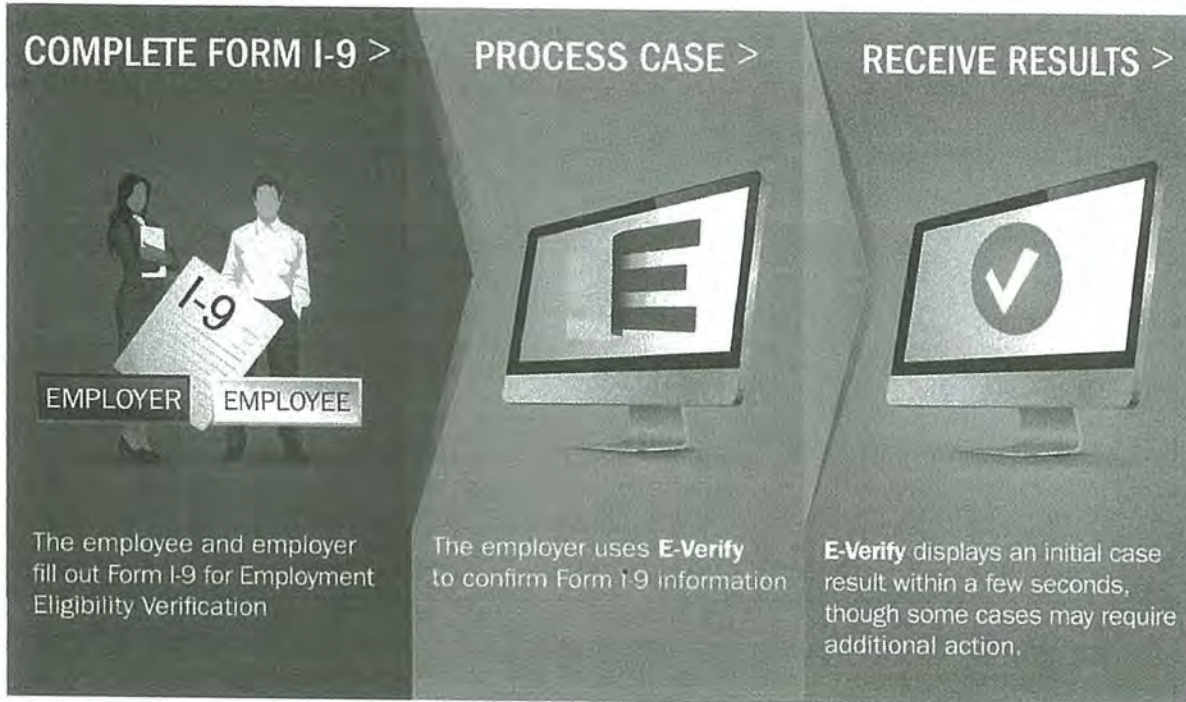 COMPLETE FORM I-9 >
I-9
EMPLOYER
EMPLOYEE
The employee and employer
fill out Form I-9 for Employment
Eligibility Verification
PROCESS CASE >
E
The employer uses E-Verify
to confirm Form I-9 information
RECEIVE RESULTS >
E-Verify displays an initial case
result within a few seconds,
though some cases may require
additional action.